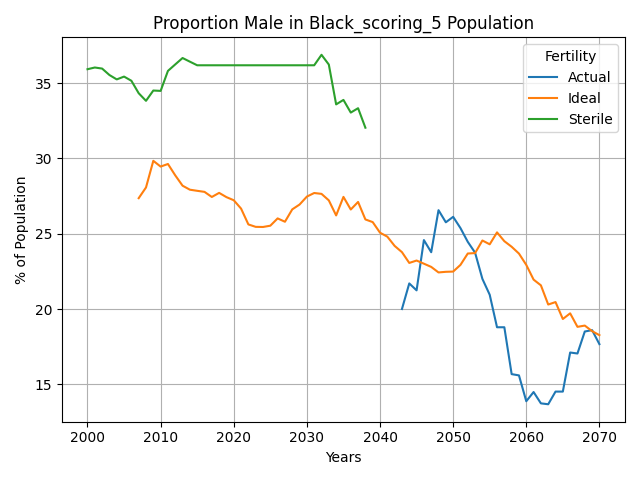 Proportion Male in Black_scoring_5 Population
Fertility
Actual
Ideal
Sterile
% of Population
35
30
25
20
15
2000 2010 2020 2030 2040 2050 2060 2070
Years